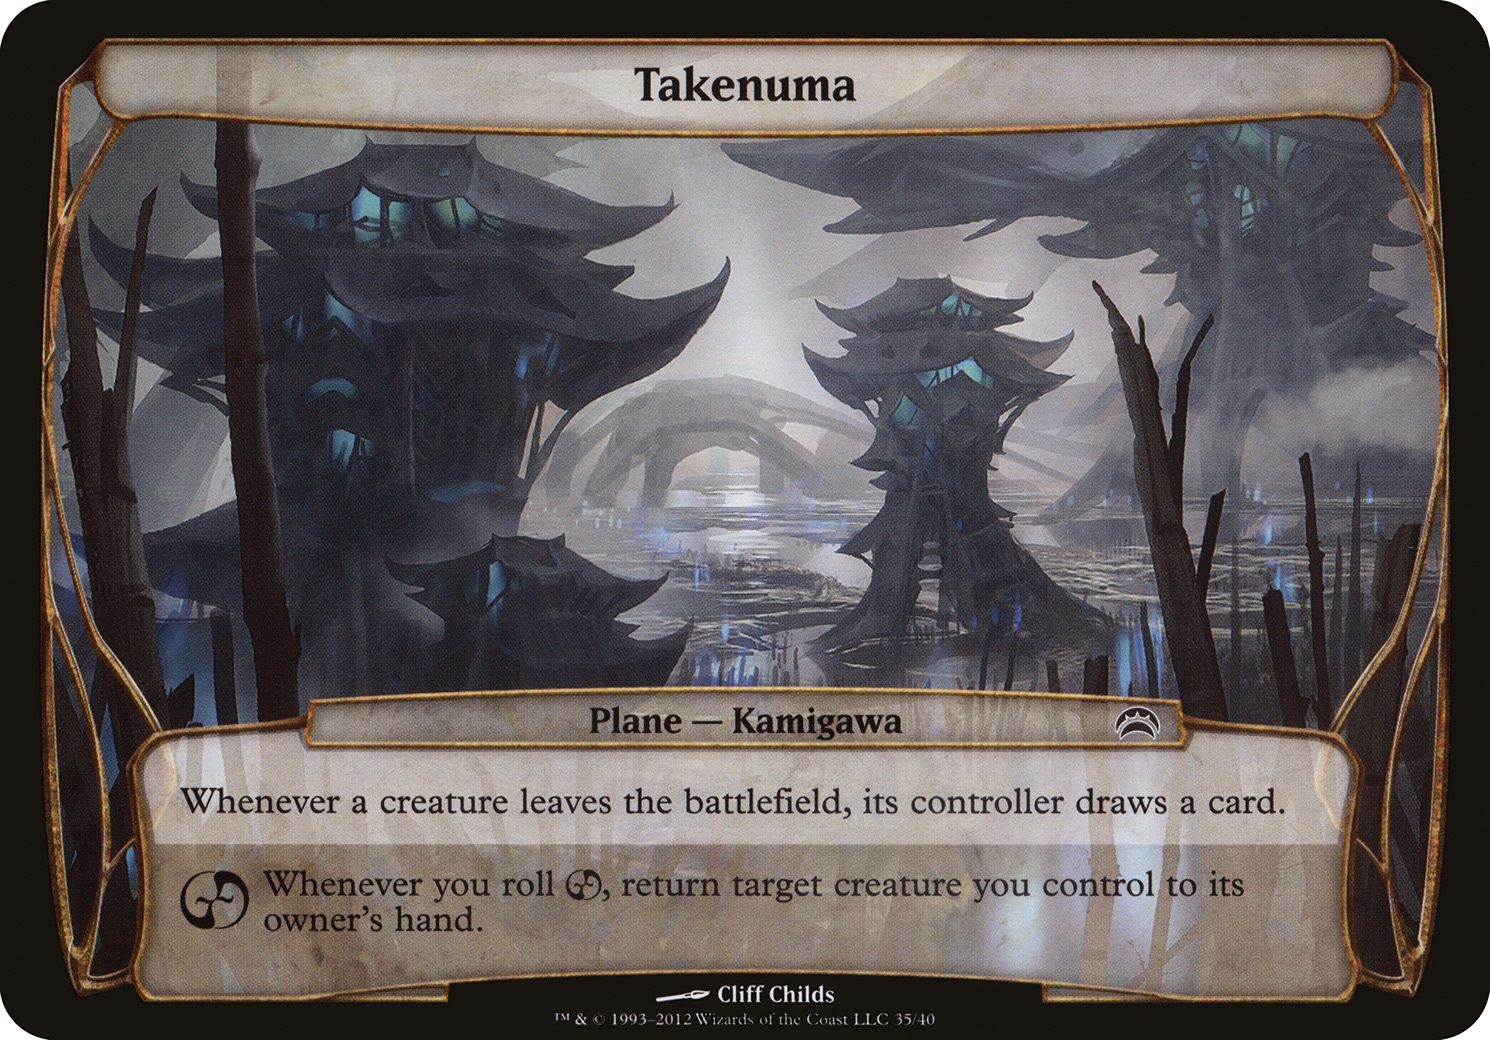 Takenuma
Plane — Kamigawa
Whenever a creature leaves the battlefield, its controller draws a card.
Whenever you roll , return target creature you control to its
owner's hand.
Cliff Childs
™ & © 1993–2012 Wizards of the Coast LLC 35/40